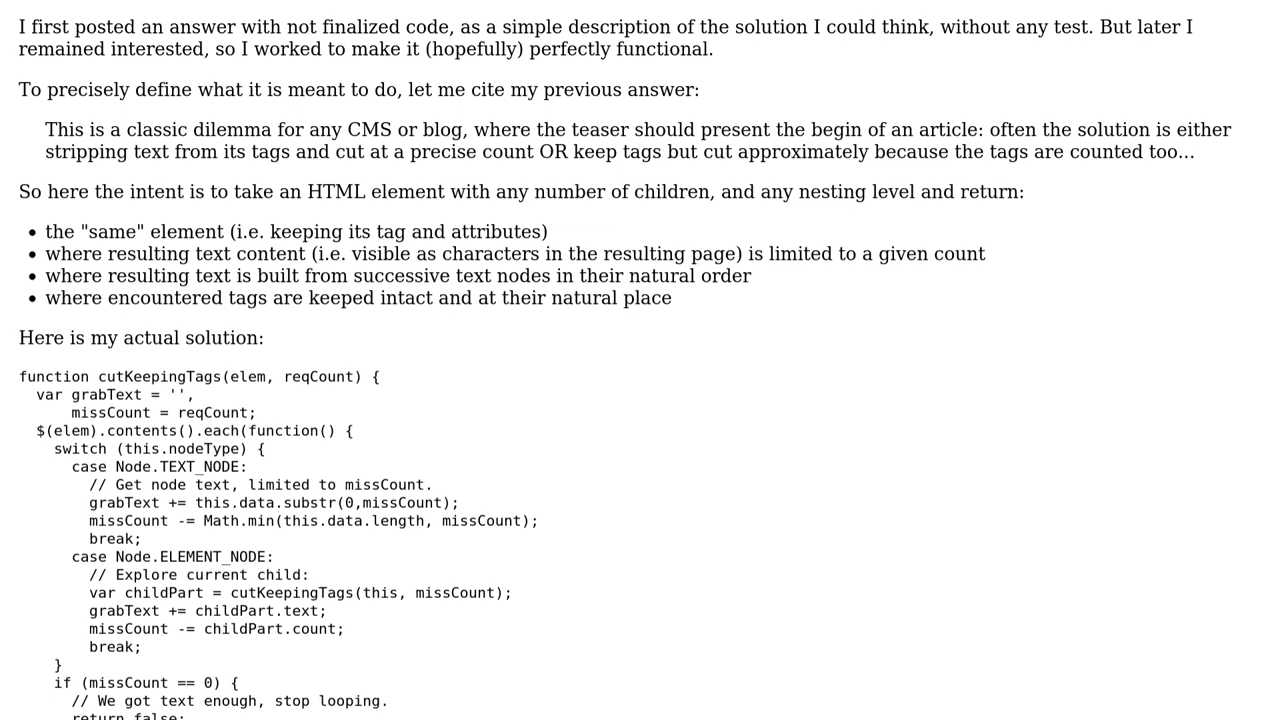 I first posted an answer with not finalized code, as a simple description of the solution I could think, without any test. But later I
remained interested, so I worked to make it (hopefully) perfectly functional.
To precisely define what it is meant to do, let me cite my previous answer:
This is a classic dilemma for any CMS or blog, where the teaser should present the begin of an article: often the solution is either
stripping text from its tags and cut at a precise count OR keep tags but cut approximately because the tags are counted too...
So here the intent is to take an HTML element with any number of children, and any nesting level and return:
• the "same" element (i.e. keeping its tag and attributes)
• where resulting text content (i.e. visible as characters in the resulting page) is limited to a given count
• where resulting text is built from successive text nodes in their natural order
• where encountered tags are keeped intact and at their natural place
Here is my actual solution:
function cutKeepingTags(elem, reqCount) {
  var grabText = '',
      missCount = reqCount;
  $(elem).contents().each(function() {
    switch (this.nodeType) {
      case Node.TEXT_NODE:
        // Get node text, limited to missCount.
        grabText += this.data.substr(0,missCount);
        missCount -= Math.min(this.data.length, missCount);
        break;
      case Node.ELEMENT_NODE:
        // Explore current child:
        var childPart = cutKeepingTags(this, missCount);
        grabText += childPart.text;
        missCount -= childPart.count;
        break;
    }
    if (missCount == 0) {
      // We got text enough, stop looping.
      return false;